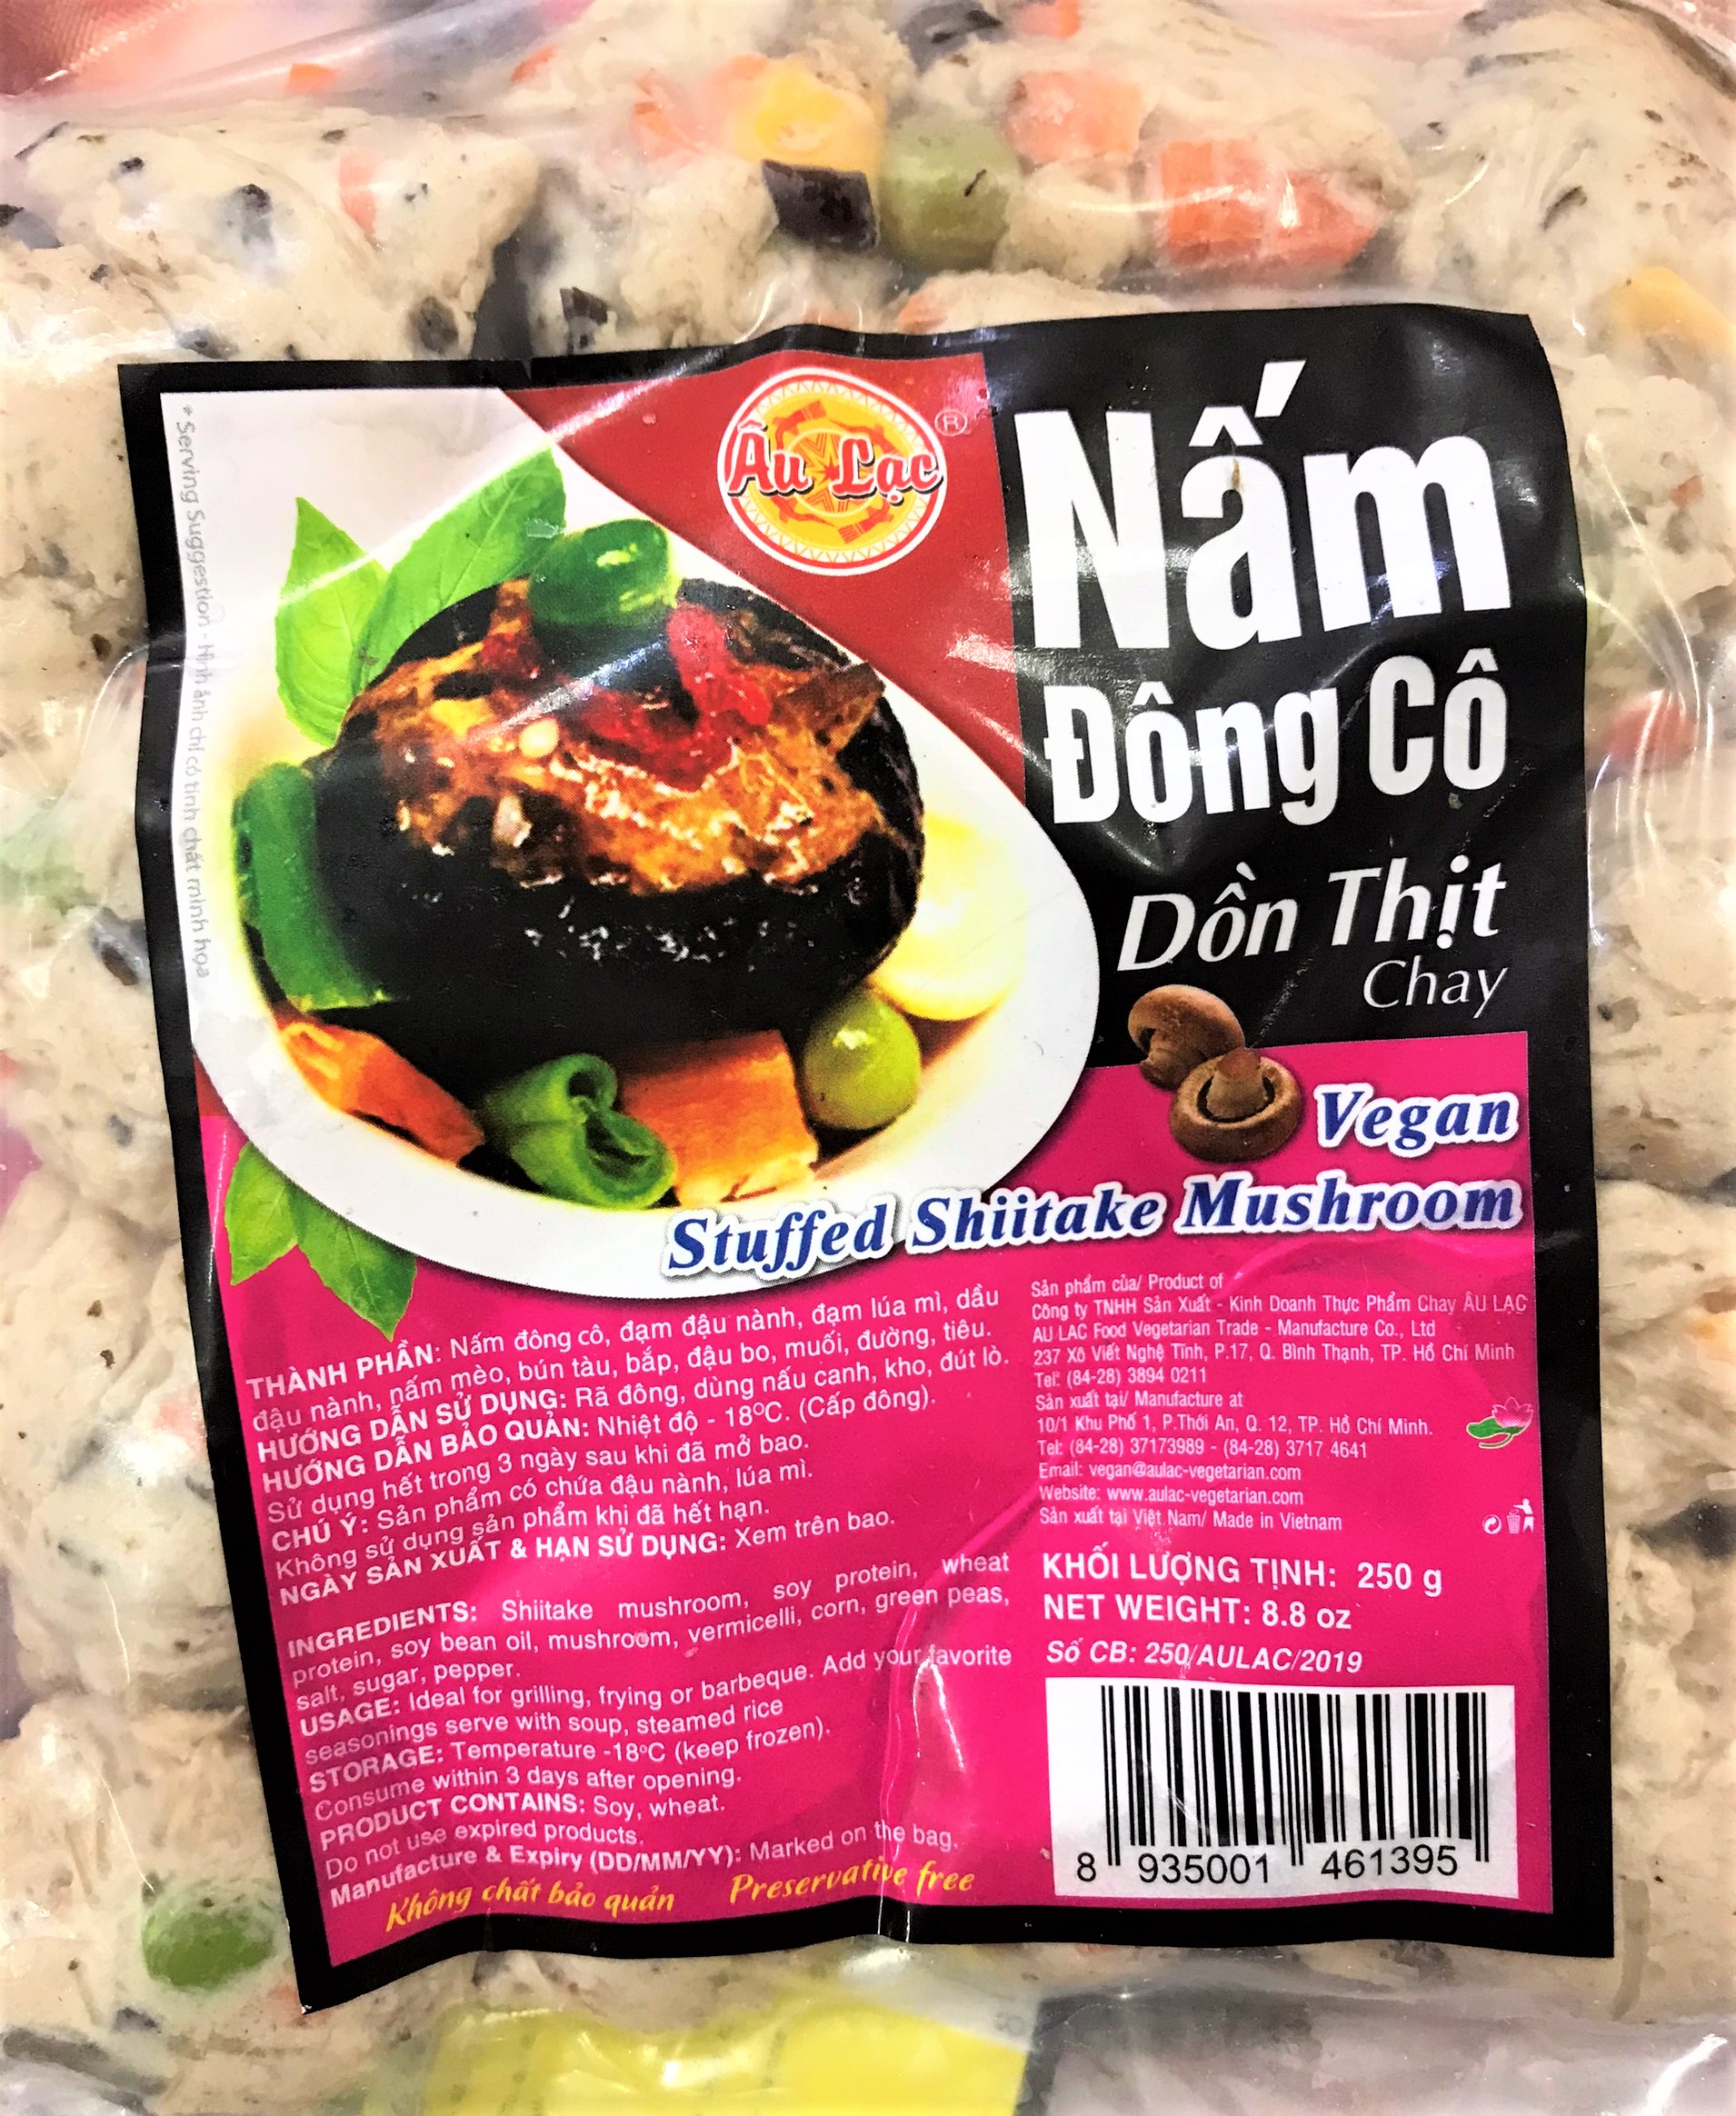 Âu Lạc
®
Nấm
Đông Cô
Dồn Thịt
Chay
* Serving Suggestion - Hình ảnh chỉ có tính chất minh họa
Vegan
Stuffed Shiitake Mushroom
THÀNH PHẦN: Nấm đông cô, đạm đậu nành, đạm lúa mì, dầu
đậu nành, nấm mèo, bún tàu, bắp, đậu bo, muối, đường, tiêu.
HƯỚNG DẪN SỬ DỤNG: Rã đông, dùng nấu canh, kho, đút lò.
HƯỚNG DẪN BẢO QUẢN: Nhiệt độ - 18ºC. (Cấp đông).
Sử dụng hết trong 3 ngày sau khi đã mở bao.
CHÚ Ý: Sản phẩm có chứa đậu nành, lúa mì.
Không sử dụng sản phẩm khi đã hết hạn.
NGÀY SẢN XUẤT & HẠN SỬ DỤNG: Xem trên bao.
INGREDIENTS: Shiitake mushroom, soy protein, wheat
protein, soy bean oil, mushroom, vermicelli, corn, green peas,
salt, sugar, pepper.
USAGE: Ideal for grilling, frying or barbeque. Add your favorite
seasonings serve with soup, steamed rice
STORAGE: Temperature -18ºC (keep frozen).
Consume within 3 days after opening.
PRODUCT CONTAINS: Soy, wheat.
Do not use expired products.
Manufacture & Expiry (DD/MM/YY): Marked on the bag.
Không chất bảo quản Preservative free
Sản phẩm của/ Product of
Công ty TNHH Sản Xuất - Kinh Doanh Thực Phẩm Chay ÂU LẠC
AU LAC Food Vegetarian Trade - Manufacture Co., Ltd
237 Xô Viết Nghệ Tĩnh, P.17, Q. Bình Thạnh, TP. Hồ Chí Minh
Tel: (84-28) 3894 0211
Sản xuất tại/ Manufacture at
10/1 Khu Phố 1, P.Thới An, Q. 12, TP. Hồ Chí Minh.
Tel: (84-28) 37173989 - (84-28) 3717 4641
Email: vegan@aulac-vegetarian.com
Website: www.aulac-vegetarian.com
Sản xuất tại Việt Nam/ Made in Vietnam
KHỐI LƯỢNG TỊNH: 250 g
NET WEIGHT: 8.8 oz
Số CB: 250/AULAC/2019
8 935001 461395